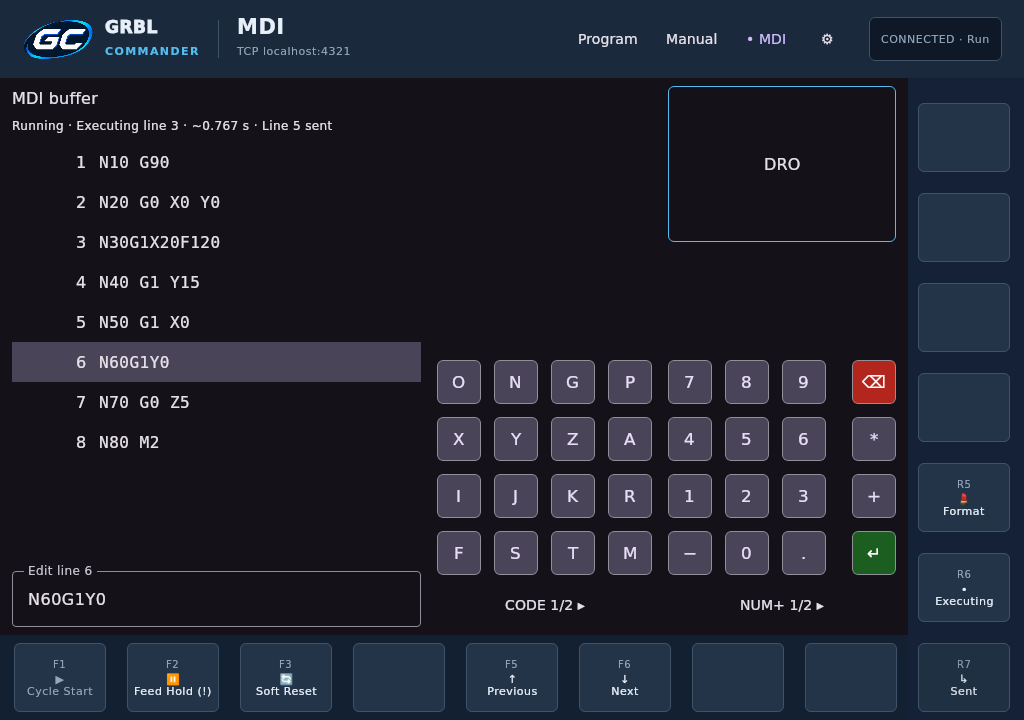 GC
GRBL
COMMANDER
MDI
TCP localhost:4321
Program
Manual
• MDI
⚙
CONNECTED · Run
MDI buffer
Running · Executing line 3 · ~0.767 s · Line 5 sent
1 N10 G90
2 N20 G0 X0 Y0
3 N30G1X20F120
4 N40 G1 Y15
5 N50 G1 X0
6 N60G1Y0
7 N70 G0 Z5
8 N80 M2
DRO
O N G P 7 8 9 ⌫
X Y Z A 4 5 6 *
I J K R 1 2 3 +
F S T M − 0 . ↵
CODE 1/2 ▸
NUM+ 1/2 ▸
Edit line 6
N60G1Y0
R5
Format
R6
•
Executing
R7
↳
Sent
F1
▶
Cycle Start
F2
⏸
Feed Hold (!)
F3
🔄
Soft Reset
F5
↑
Previous
F6
↓
Next